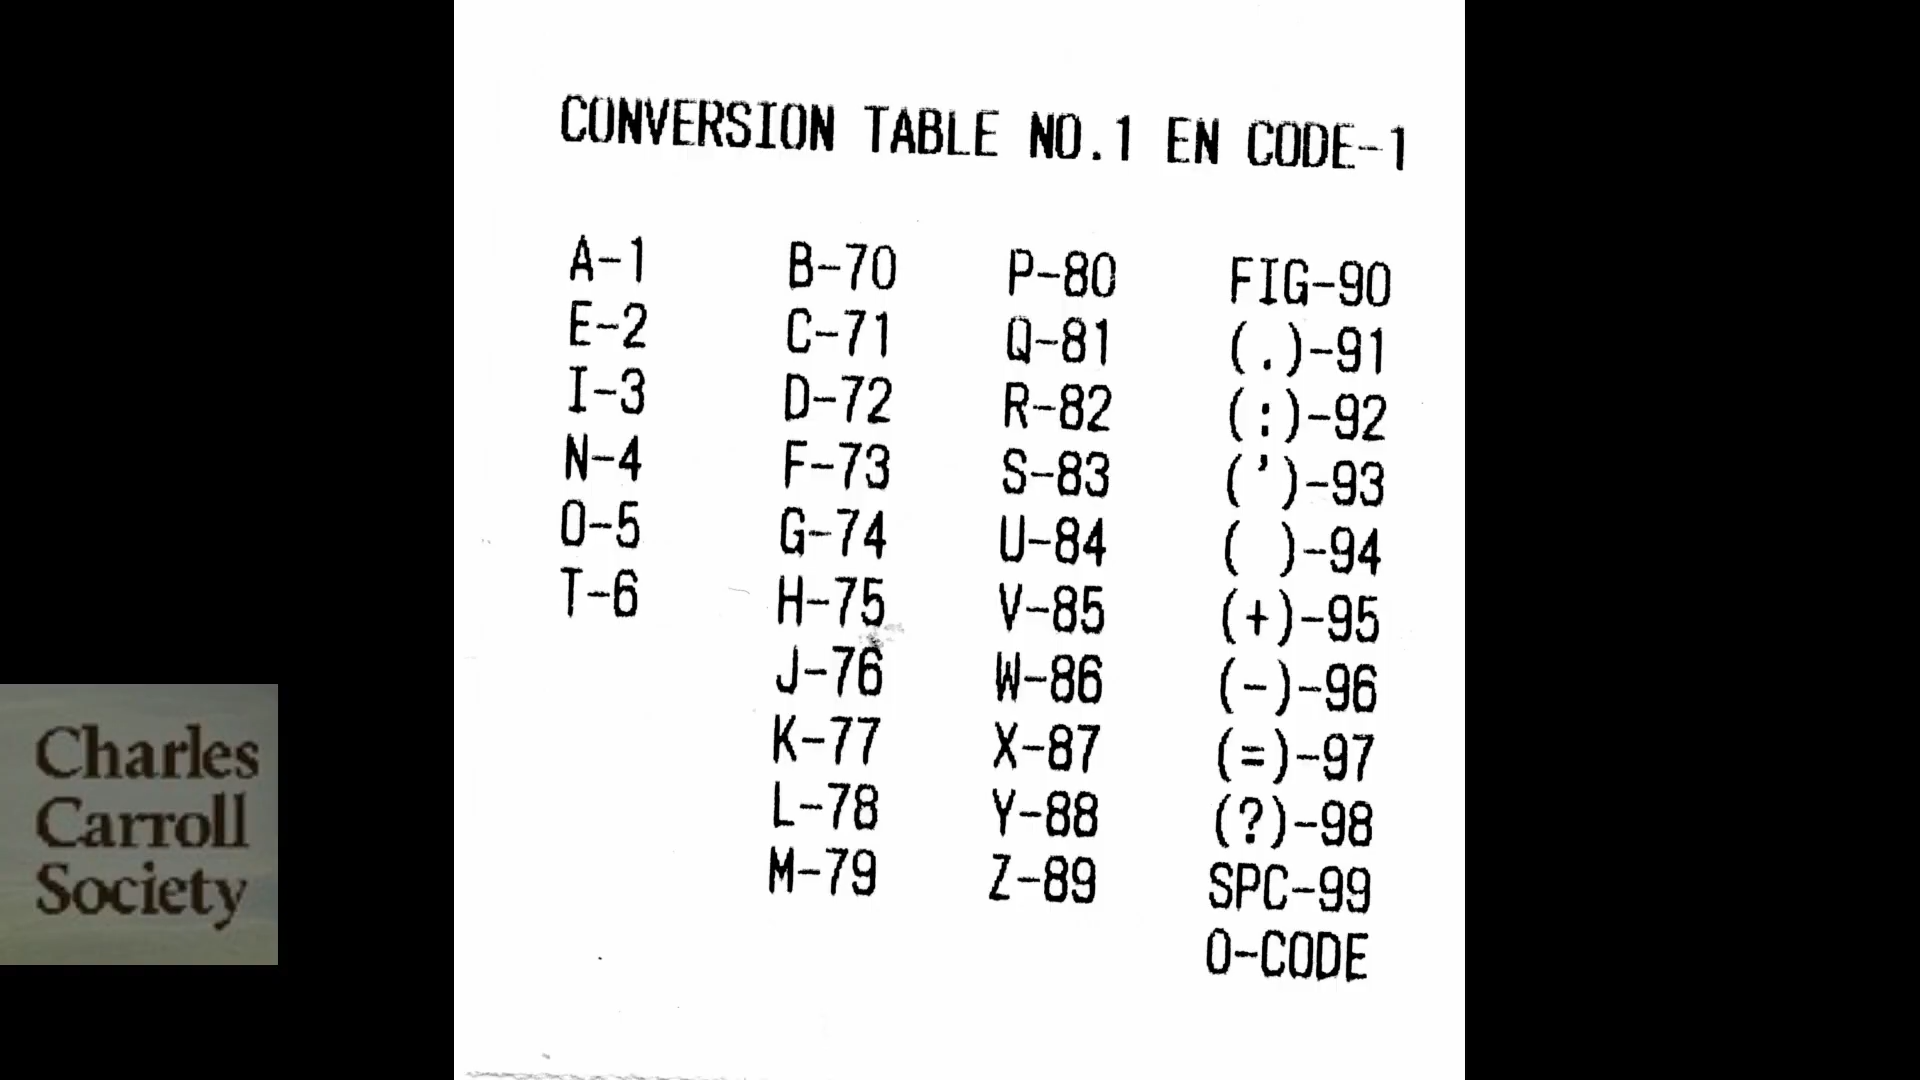 CONVERSION TABLE NO.1 EN CODE-1
A-1 B-70 P-80 FIG-90
E-2 C-71 Q-81 (.)-91
I-3 D-72 R-82 (:)-92
N-4 F-73 S-83 (’)-93
O-5 G-74 U-84 ( )-94
T-6 H-75 V-85 (+)-95
J-76 W-86 (-)-96
K-77 X-87 (=)-97
L-78 Y-88 (?)-98
M-79 Z-89 SPC-99
0-CODE
Charles
Carroll
Society